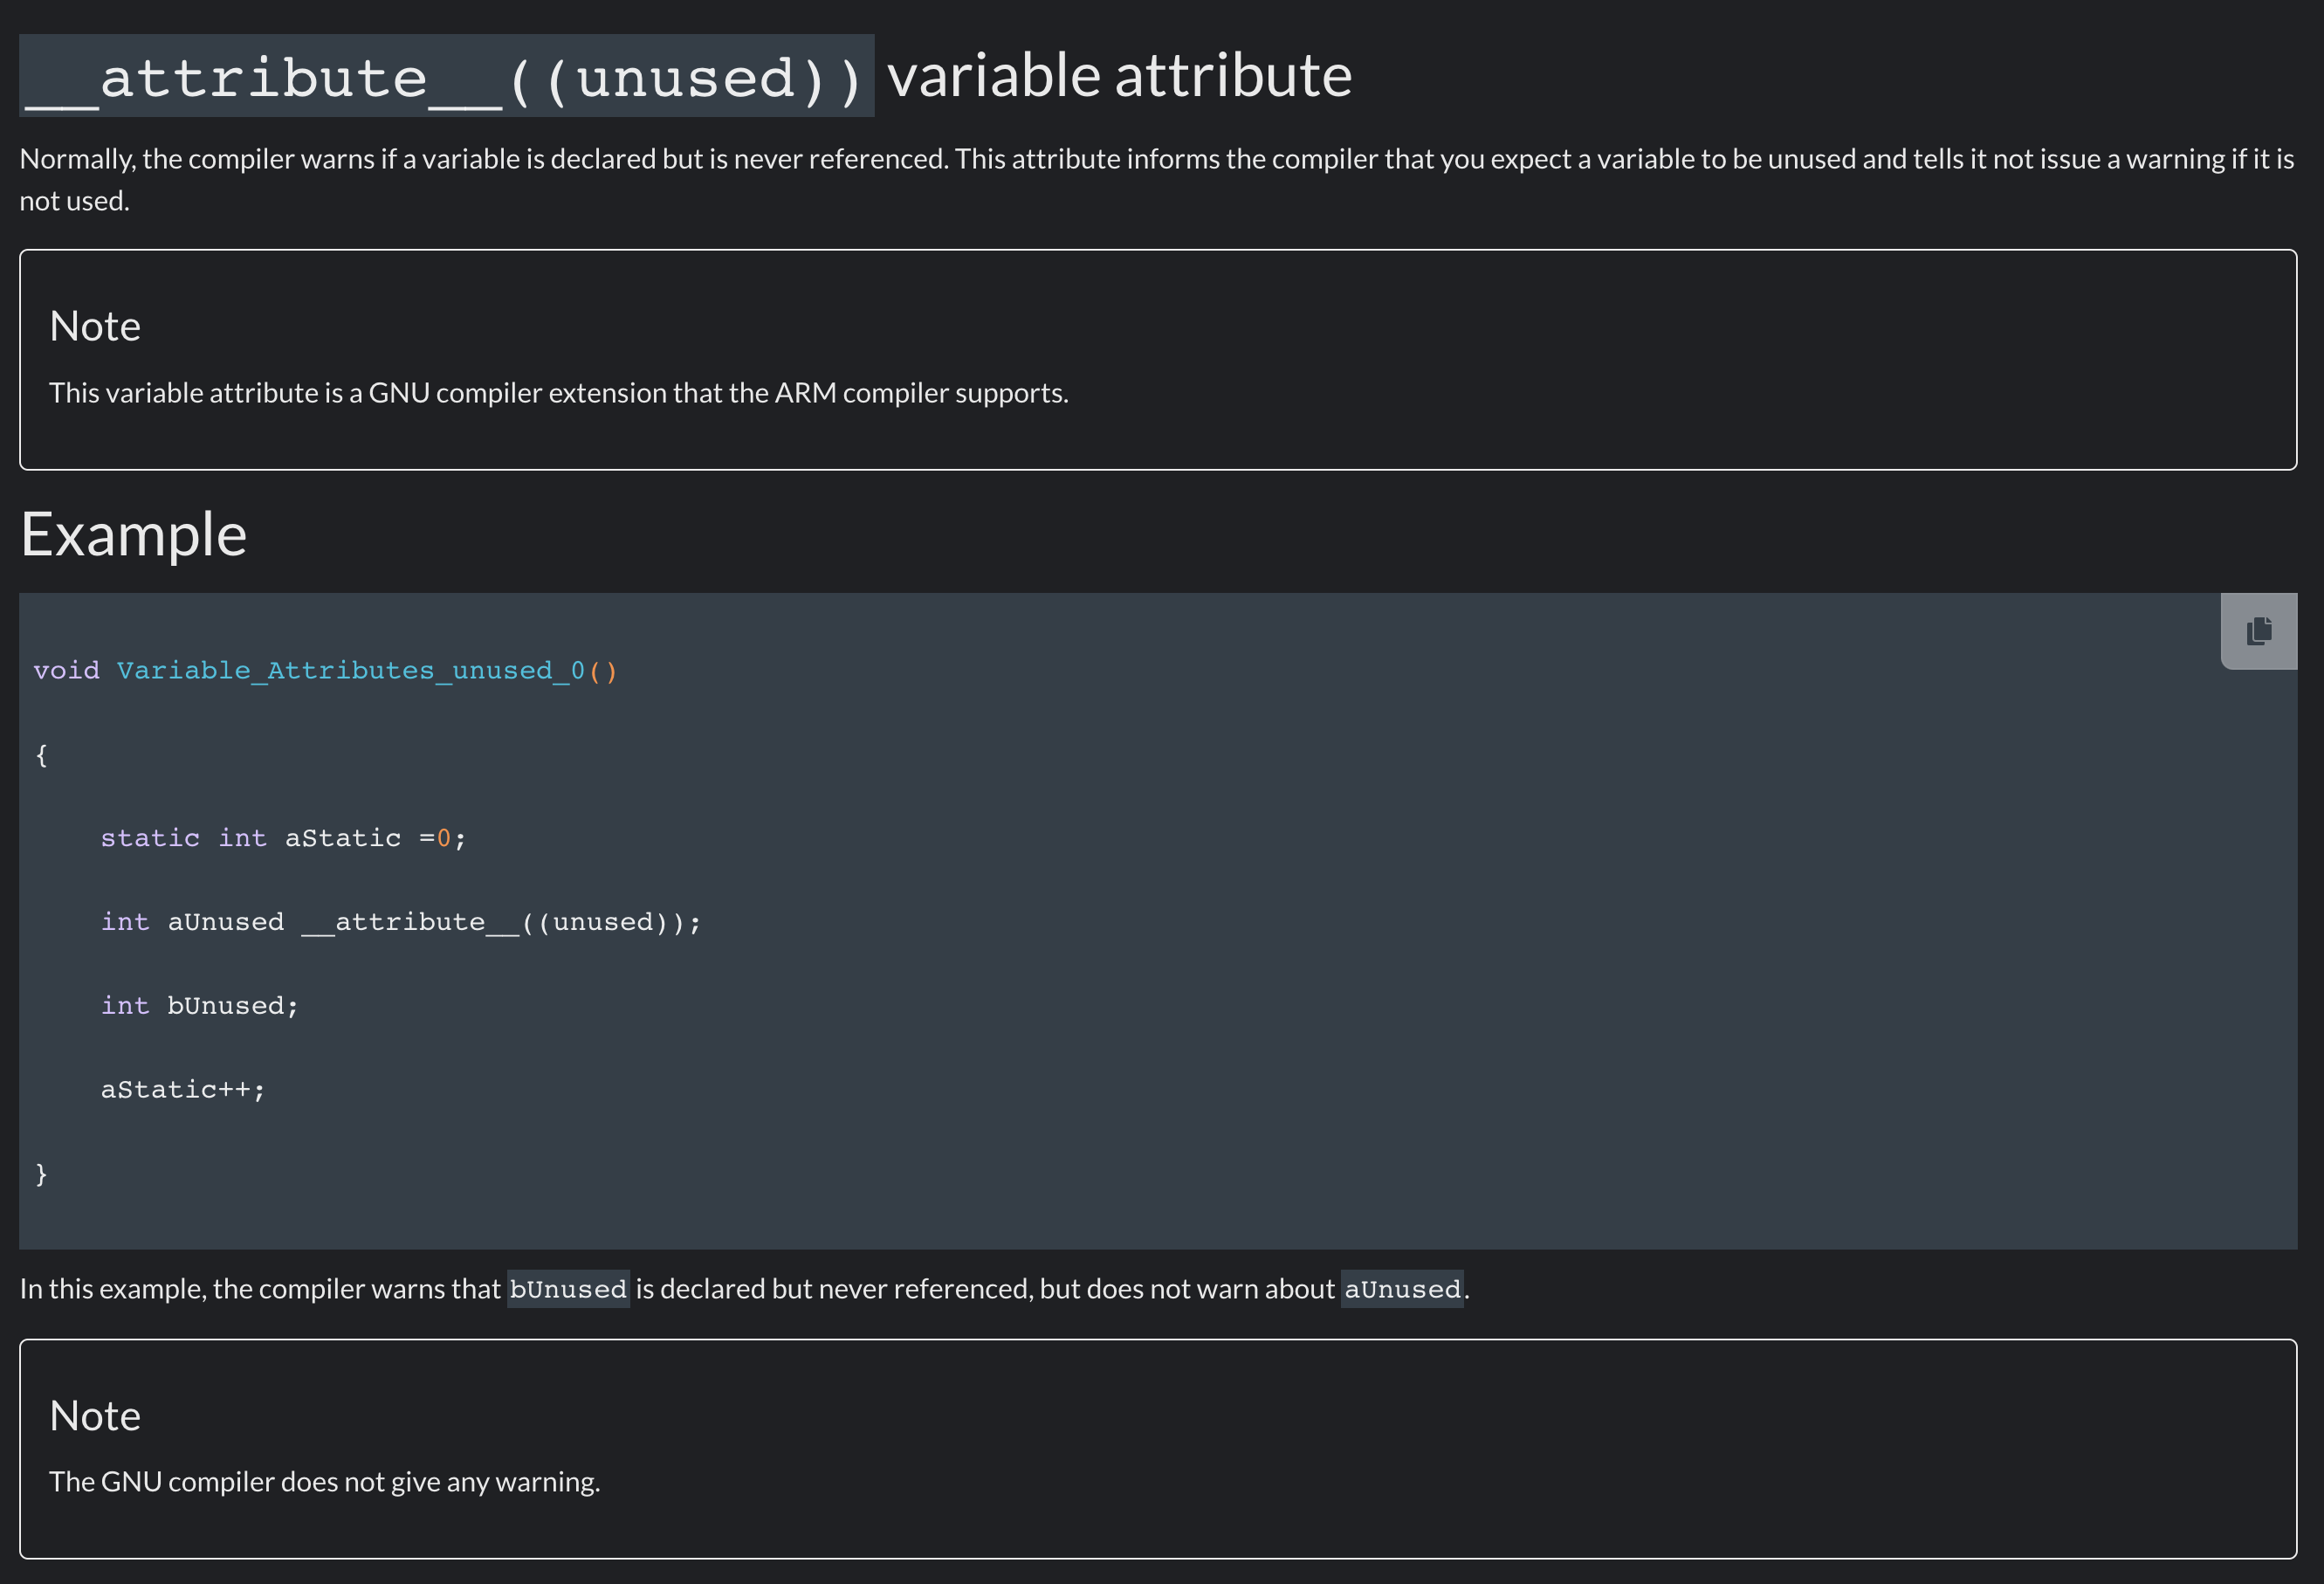 __attribute__((unused)) variable attribute
Normally, the compiler warns if a variable is declared but is never referenced. This attribute informs the compiler that you expect a variable to be unused and tells it not issue a warning if it is
not used.
Note
This variable attribute is a GNU compiler extension that the ARM compiler supports.
Example
void Variable_Attributes_unused_0()
{
    static int aStatic =0;
    int aUnused __attribute__((unused));
    int bUnused;
    aStatic++;
}
In this example, the compiler warns that bUnused is declared but never referenced, but does not warn about aUnused.
Note
The GNU compiler does not give any warning.